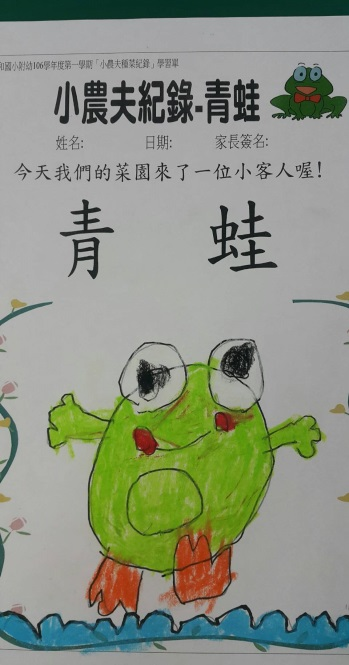 和國小附幼106學年度第一學期「小農夫種菜紀錄」學習單
小農夫紀錄-青蛙
姓名: 日期: 家長簽名:
今天我們的菜園來了一位小客人喔!
青 蛙